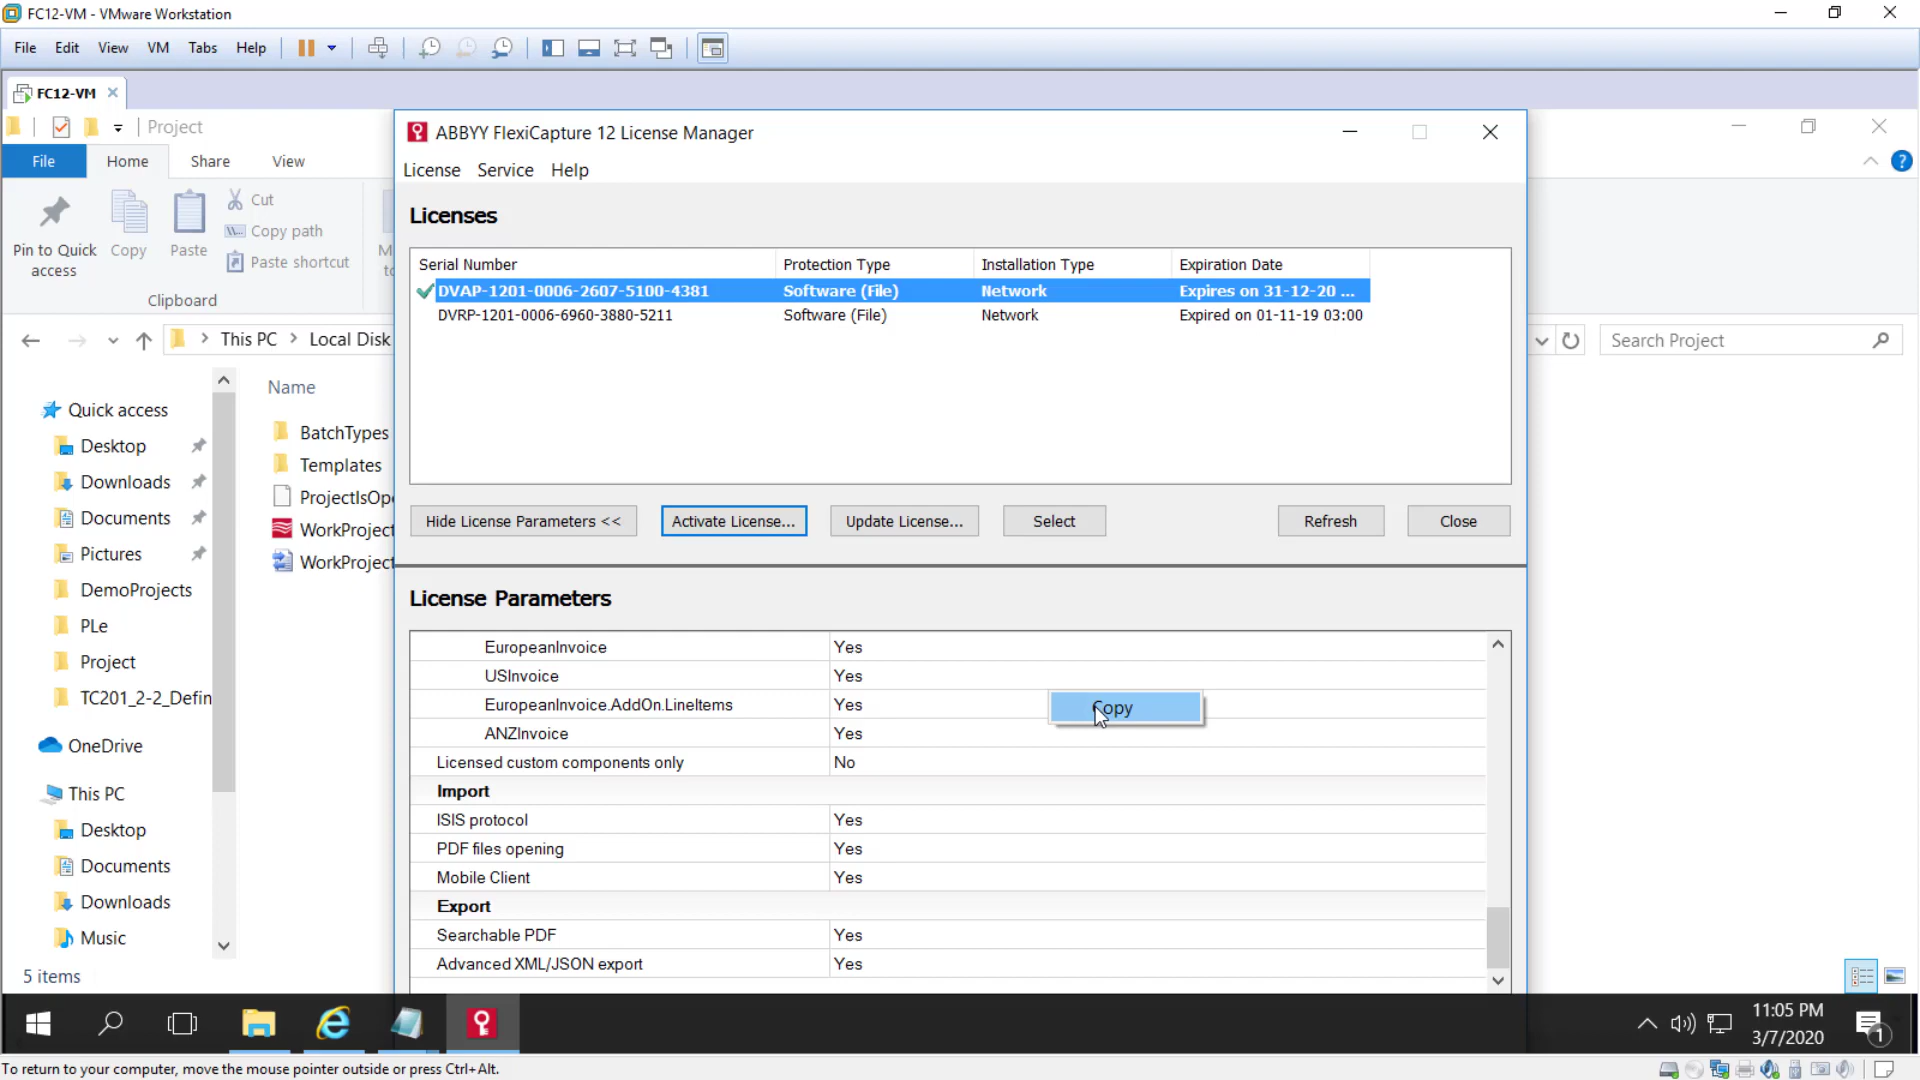 FC12-VM - VMware Workstation
File Edit View VM Tabs Help
FC12-VM
Project
File Home Share View
Pin to Quick access
Copy
Paste
Cut
Copy path
Paste shortcut
Clipboard
This PC Local Disk
Search Project
Quick access
Desktop
Downloads
Documents
Pictures
DemoProjects
PLe
Project
TC201_2-2_Defin
OneDrive
This PC
Desktop
Documents
Downloads
Music
5 items
Name
BatchTypes
Templates
ProjectIsOpe
WorkProject
WorkProject
ABBYY FlexiCapture 12 License Manager
License Service Help
Licenses
Serial Number Protection Type Installation Type Expiration Date
DVAP-1201-0006-2607-5100-4381 Software (File) Network Expires on 31-12-20 ...
DVRP-1201-0006-6960-3880-5211 Software (File) Network Expired on 01-11-19 03:00
Hide License Parameters << Activate License... Update License... Select Refresh Close
License Parameters
EuropeanInvoice Yes
USInvoice Yes
EuropeanInvoice.AddOn.LineItems Yes
Copy
ANZInvoice Yes
Licensed custom components only No
Import
ISIS protocol Yes
PDF files opening Yes
Mobile Client Yes
Export
Searchable PDF Yes
Advanced XML/JSON export Yes
11:05 PM
3/7/2020
1
To return to your computer, move the mouse pointer outside or press Ctrl+Alt.